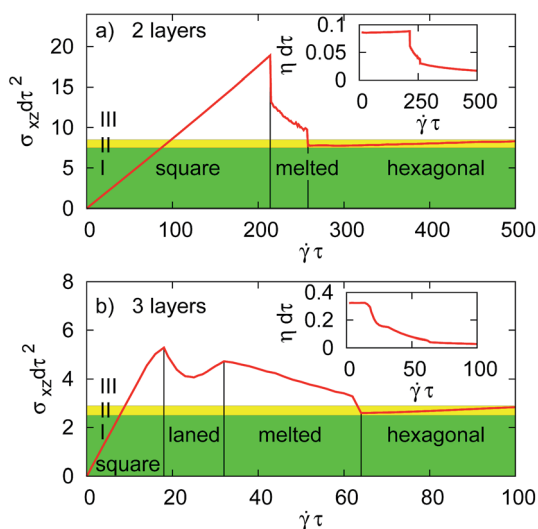 a) 2 layers
σxzdτ²
20
15
10
5
0
III
II
I
square
melted
hexagonal
0 100 200 300 400 500
γ̇ τ
η dτ
0.1
0.05
0
0 250 500
γ̇ τ
b) 3 layers
σxzdτ²
8
6
4
2
0
III
II
I
square
laned
melted
hexagonal
0 20 40 60 80 100
γ̇ τ
η dτ
0.4
0.2
0
0 50 100
γ̇ τ